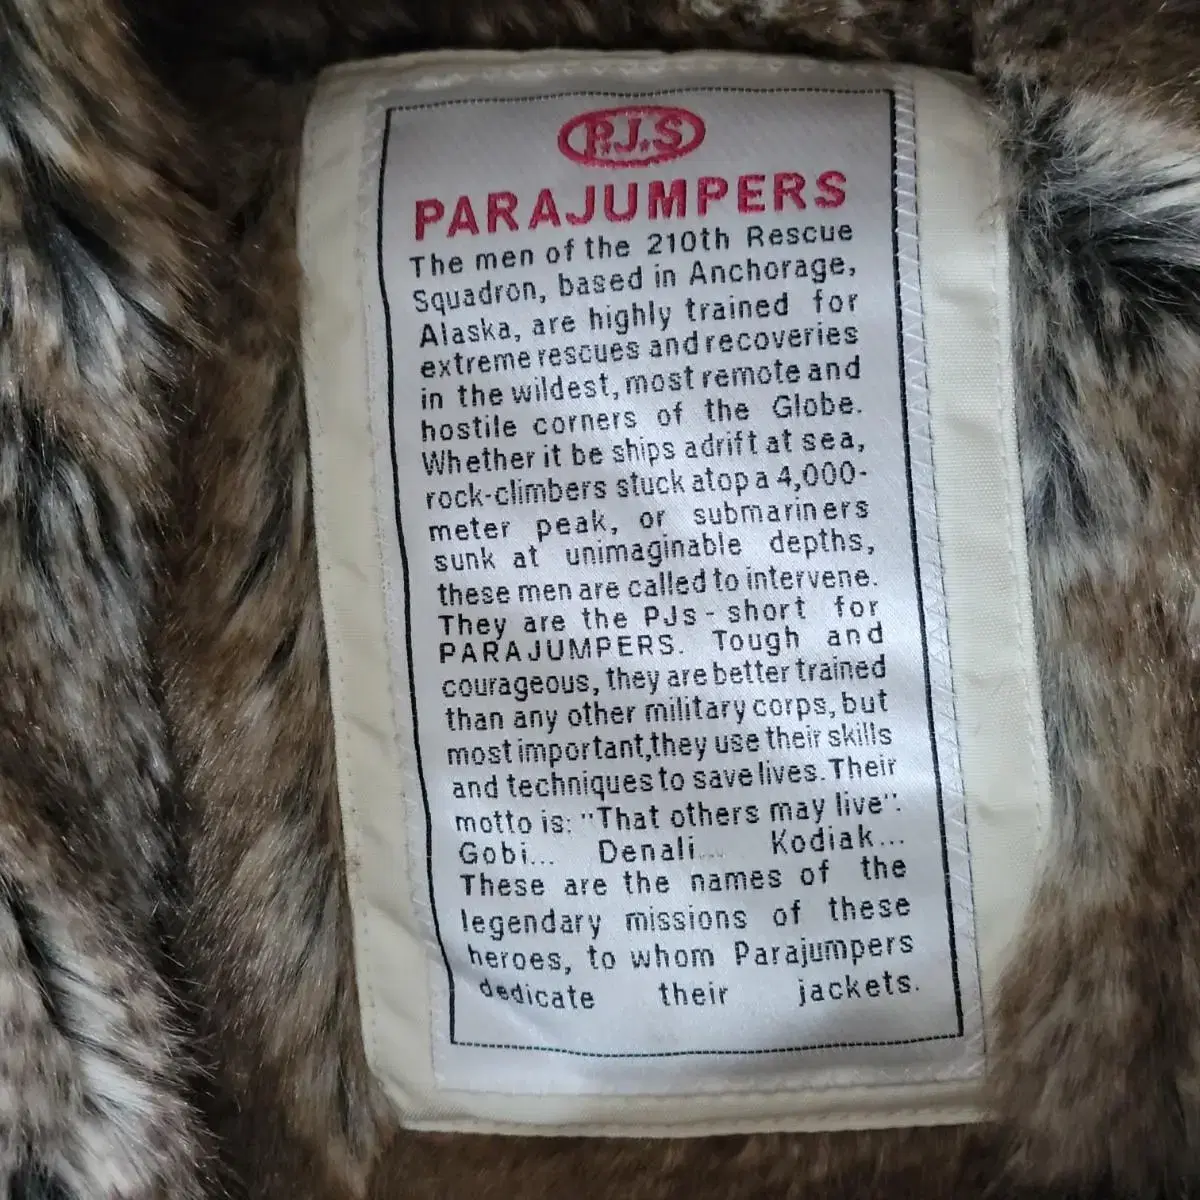 P.J.S
PARAJUMPERS
The men of the 210th Rescue
Squadron, based in Anchorage,
Alaska, are highly trained for
extreme rescues and recoveries
in the wildest, most remote and
hostile corners of the Globe.
Whether it be ships adrift at sea,
rock-climbers stuck atop a 4,000-
meter peak, or submariners
sunk at unimaginable depths,
these men are called to intervene.
They are the PJs - short for
PARAJUMPERS. Tough and
courageous, they are better trained
than any other military corps, but
most important,they use their skills
and techniques to save lives. Their
motto is: "That others may live".
Gobi... Denali... Kodiak...
These are the names of the
legendary missions of these
heroes, to whom Parajumpers
dedicate their jackets.